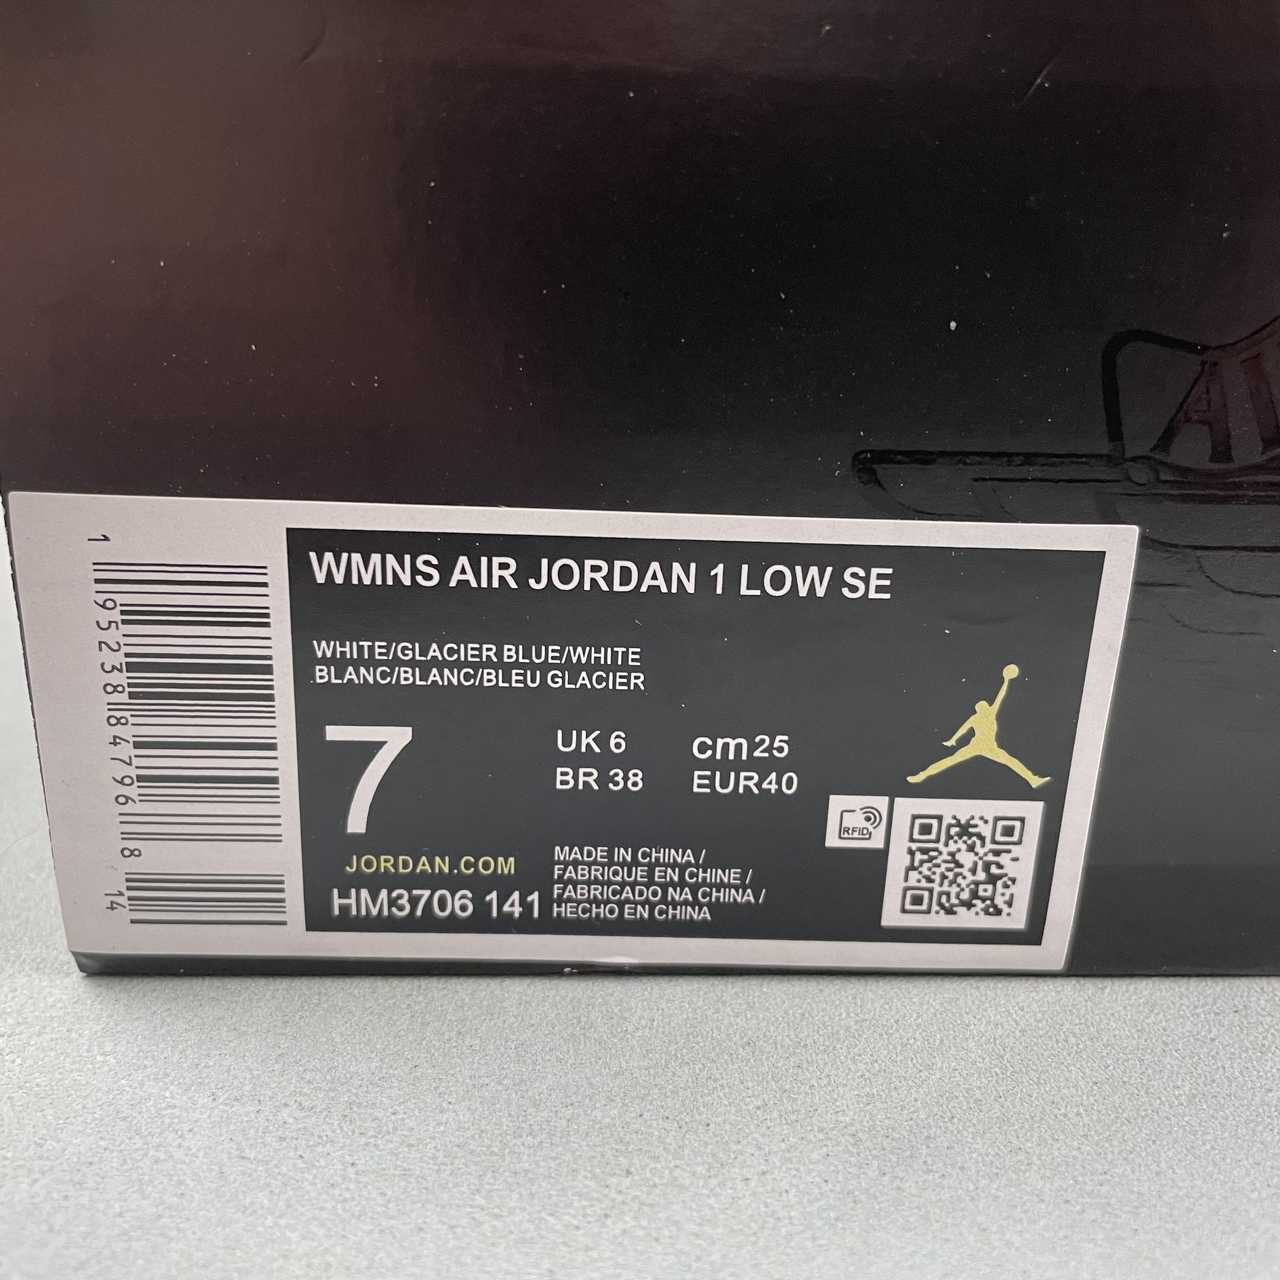 WMNS AIR JORDAN 1 LOW SE
WHITE/GLACIER BLUE/WHITE
BLANC/BLANC/BLEU GLACIER
7
UK 6
cm 25
BR 38
EUR40
RFID
JORDAN.COM
HM3706 141
MADE IN CHINA /
FABRIQUE EN CHINE /
FABRICADO NA CHINA /
HECHO EN CHINA
1 95238 84796 8 14